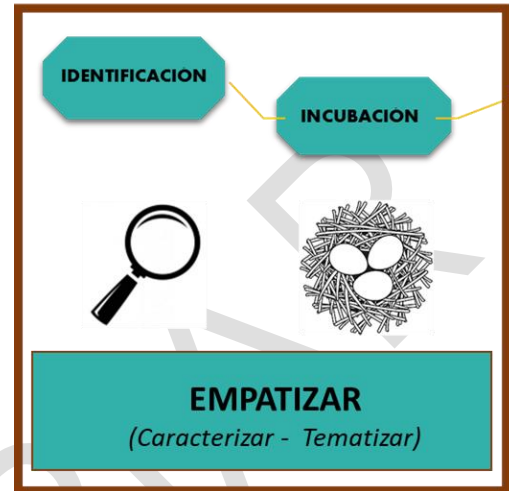 IDENTIFICACIÓN
INCUBACIÓN
EMPATIZAR
(Caracterizar - Tematizar)